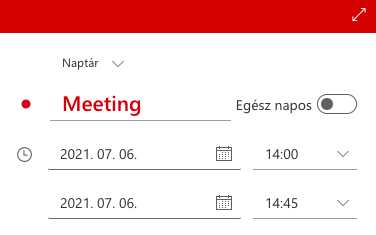 Naptár
Meeting
Egész napos
2021. 07. 06.
14:00
2021. 07. 06.
14:45